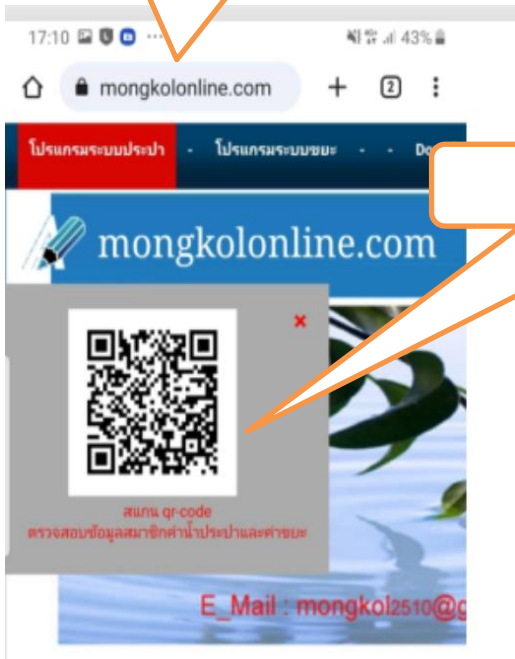 17:10 43%
mongkolonline.com 2
โปรแกรมระบบประปา - โปรแกรมระบบขยะ - -
mongkolonline.com
สแกน qr-code
ตรวจสอบข้อมูลสมาชิกค่าน้ำประปาและค่าขยะ
E_Mail : mongkol2510@g